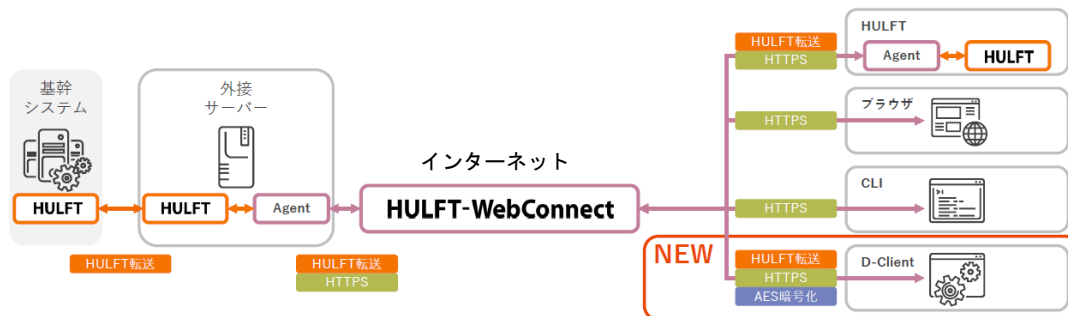 基幹
システム
HULFT
HULFT転送
外接
サーバー
HULFT
Agent
HULFT転送
HTTPS
インターネット
HULFT-WebConnect
HULFT転送
HTTPS
HULFT
Agent
HULFT
HTTPS
ブラウザ
HTTPS
CLI
NEW
HULFT転送
HTTPS
AES暗号化
D-Client